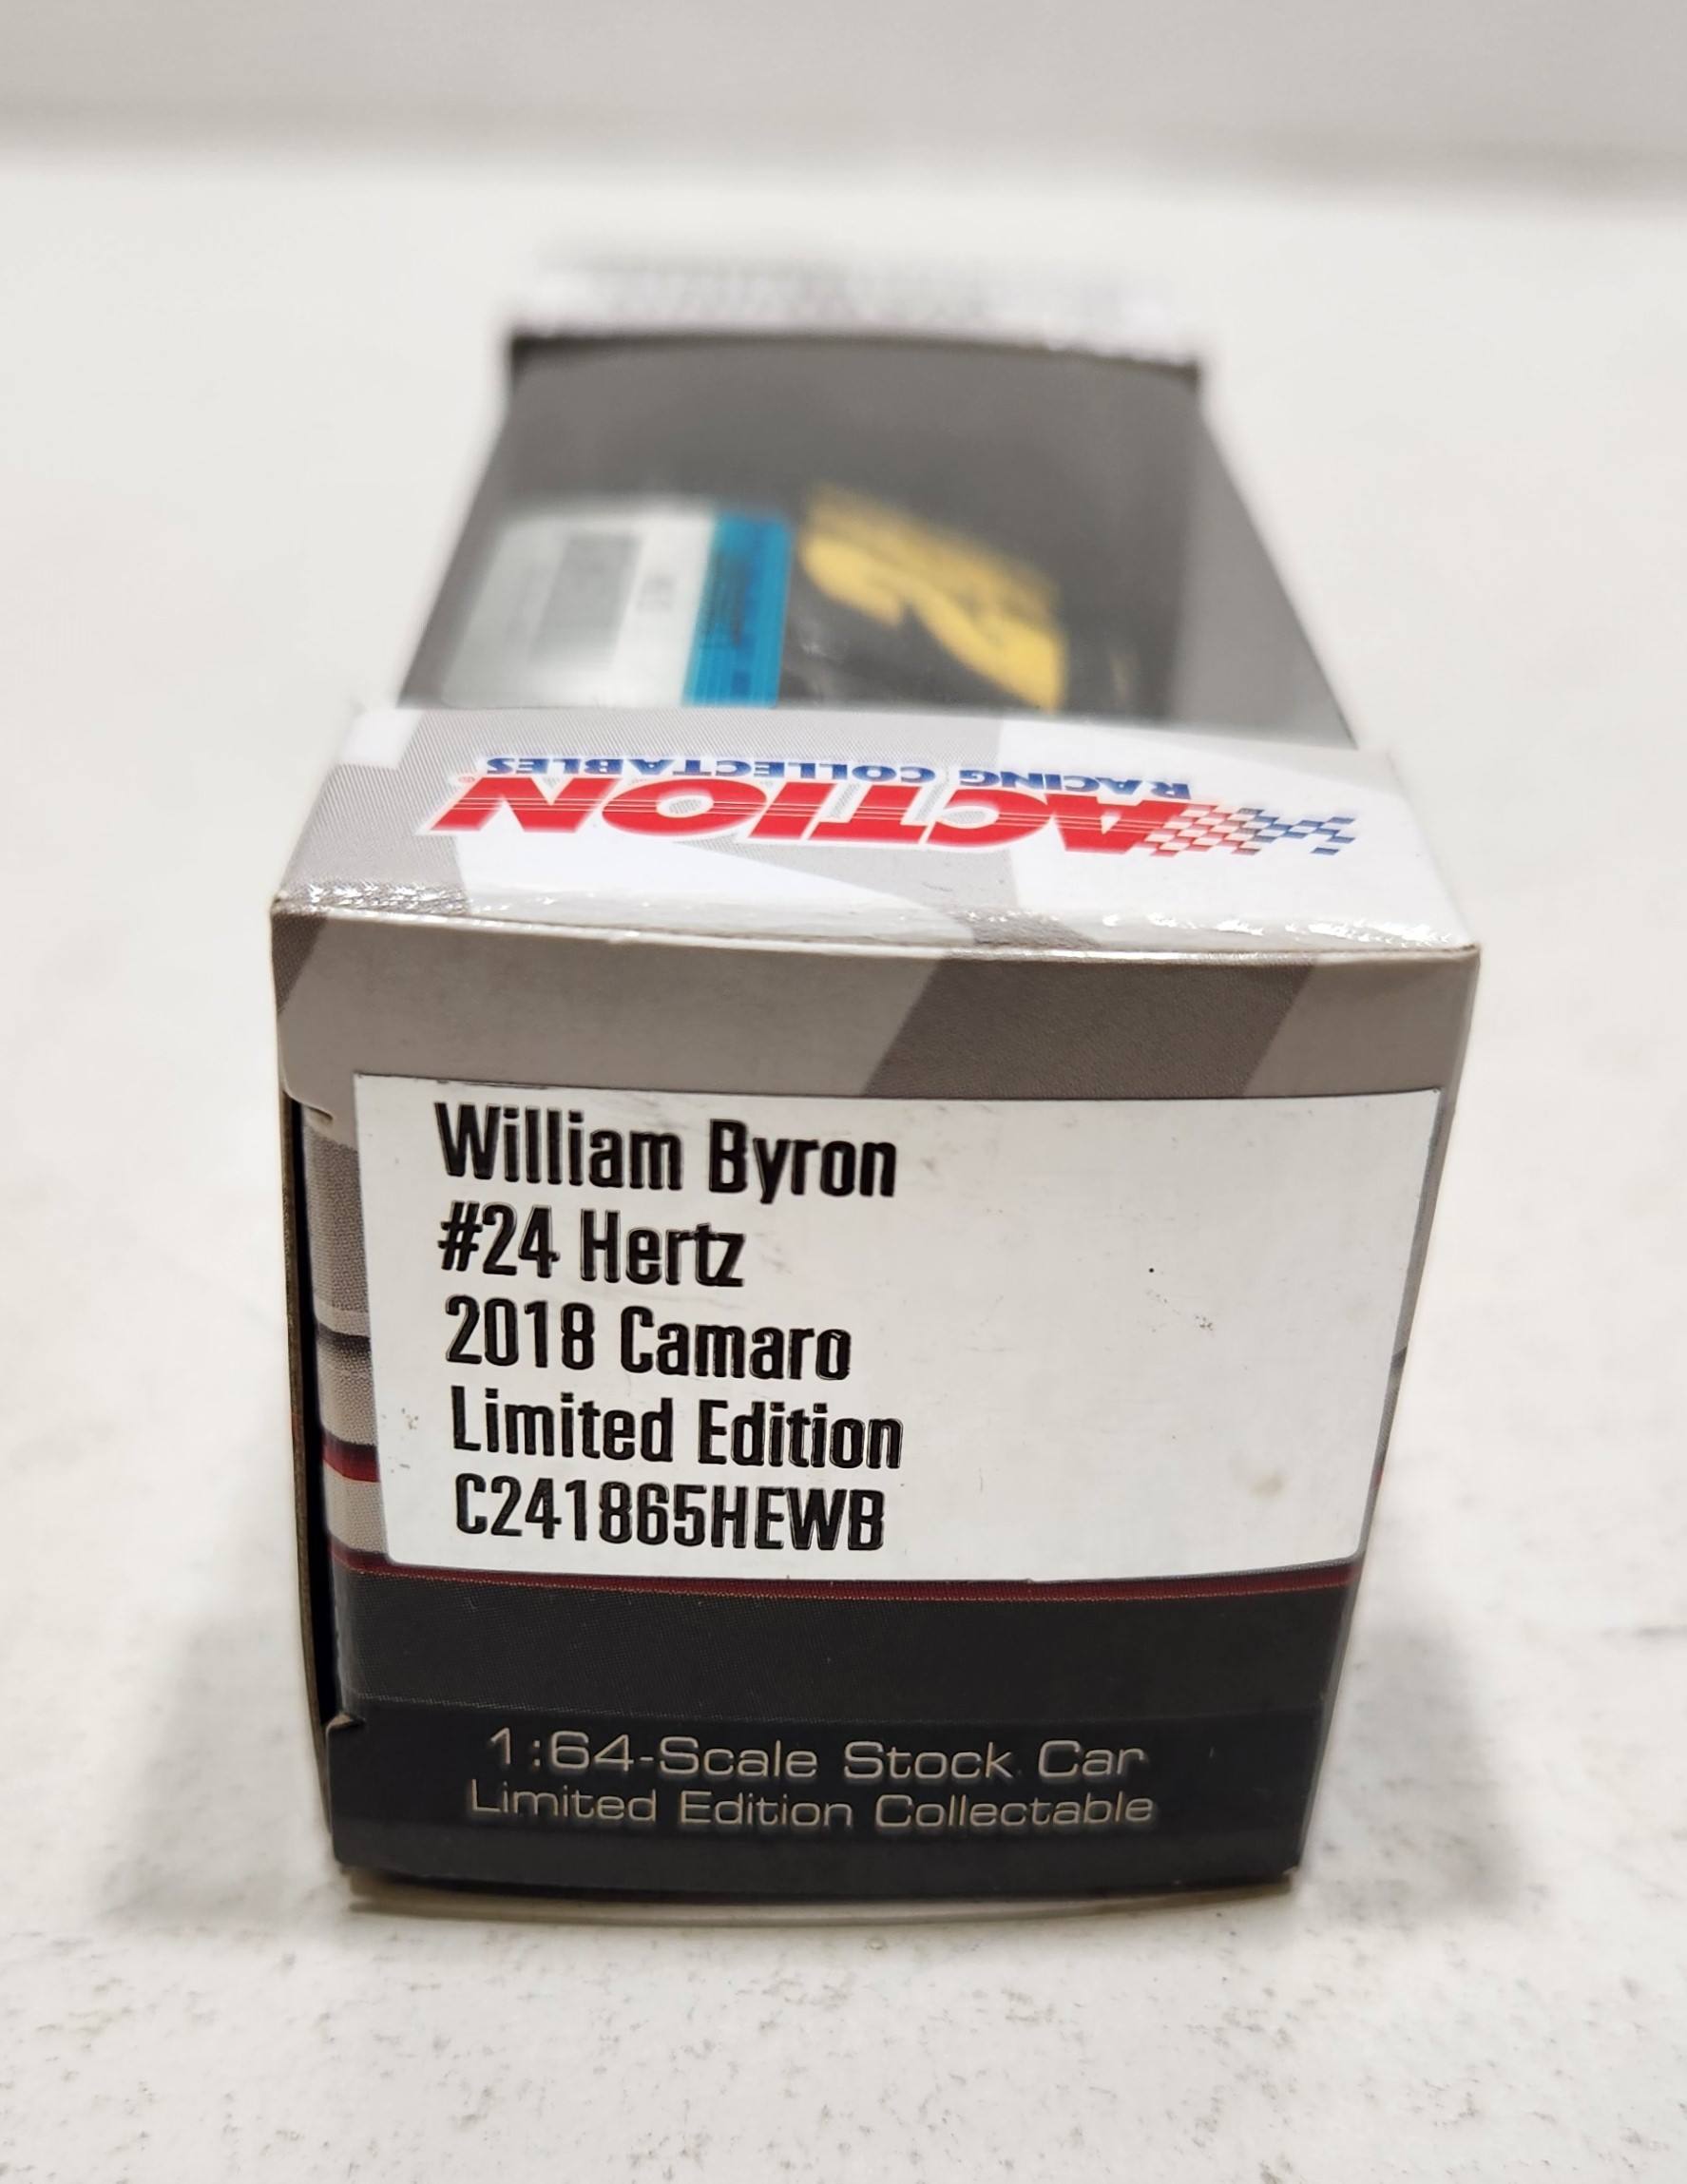 ACTION
RACING COLLECTABLES
William Byron
#24 Hertz
2018 Camaro
Limited Edition
C241865HEWB
1:64-Scale Stock Car
Limited Edition Collectable